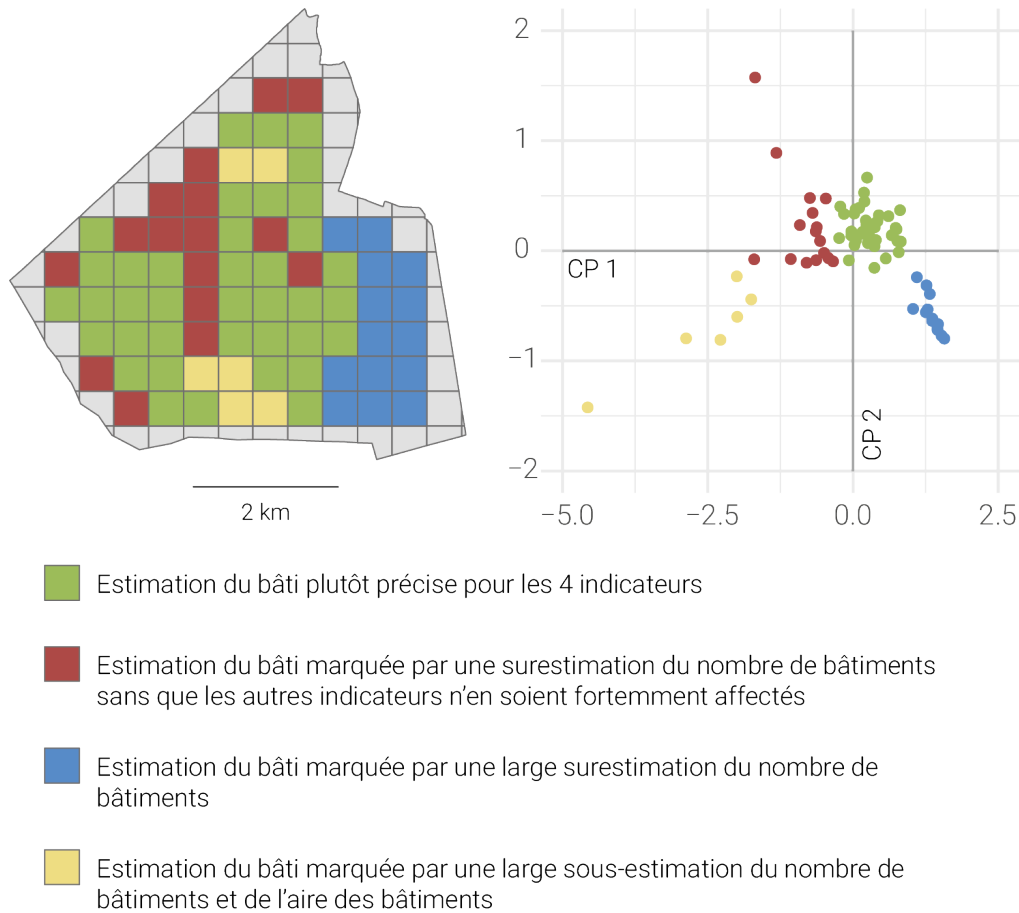 2
1
0
CP 1
−1
CP 2
−2
−5.0
−2.5
0.0
2.5
2 km
Estimation du bâti plutôt précise pour les 4 indicateurs
Estimation du bâti marquée par une surestimation du nombre de bâtiments
sans que les autres indicateurs n'en soient fortemment affectés
Estimation du bâti marquée par une large surestimation du nombre de
bâtiments
Estimation du bâti marquée par une large sous-estimation du nombre de
bâtiments et de l'aire des bâtiments